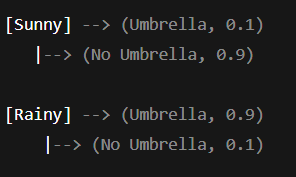 [Sunny] --> (Umbrella, 0.1)
|--> (No Umbrella, 0.9)
[Rainy] --> (Umbrella, 0.9)
|--> (No Umbrella, 0.1)